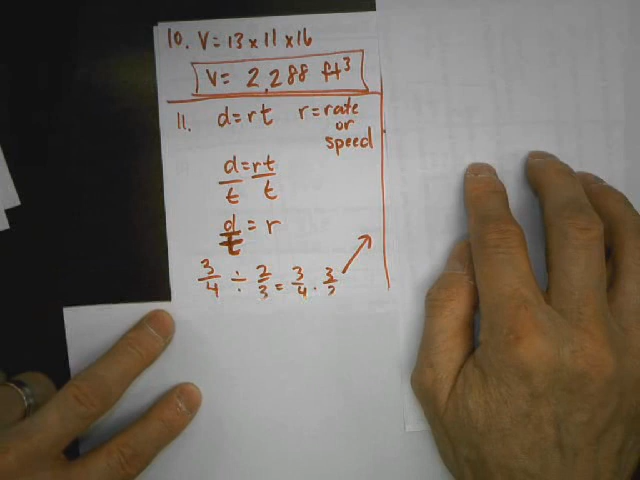 10. V = 13 x 11 x 16
V = 2,288 ft³
11. d = rt r = rate
or
speed
d = rt
t t
d/t = r
3/4 ÷ 2/3 = 3/4 · 3/2